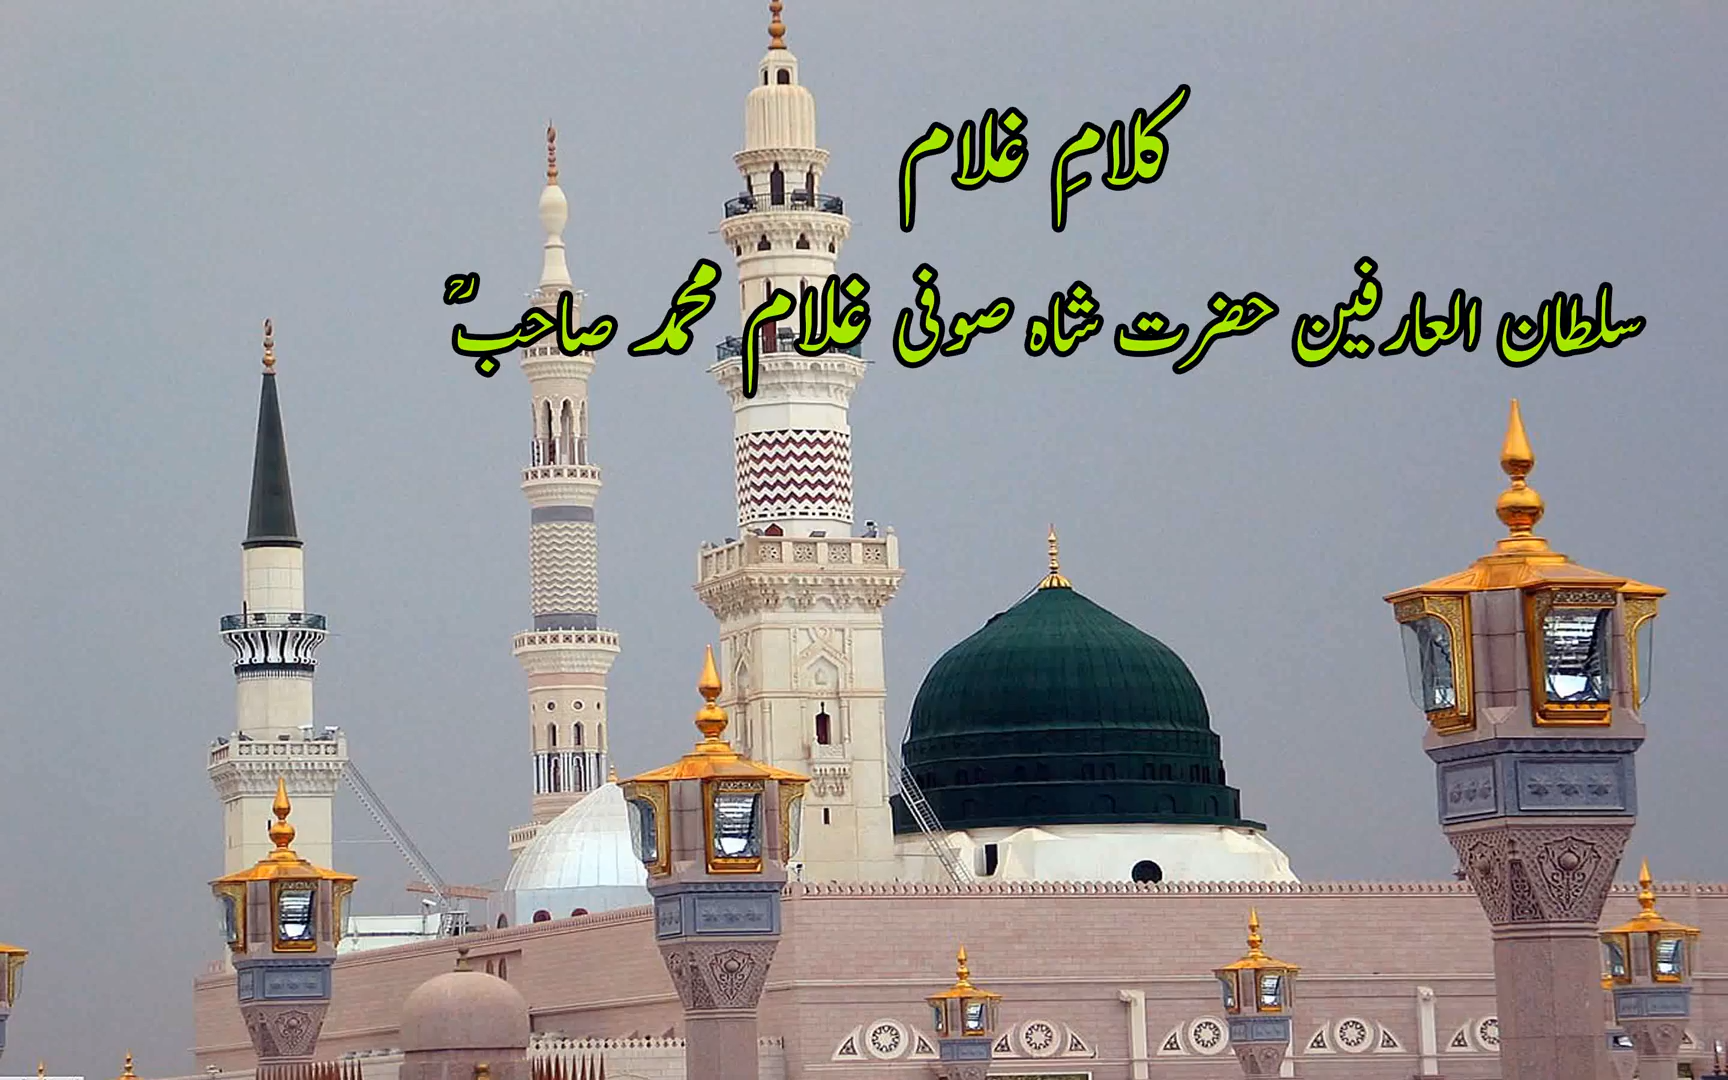 کلامِ غلام
سلطان العارفین حضرت شاہ صوفی غلام محمد صاحبؒ